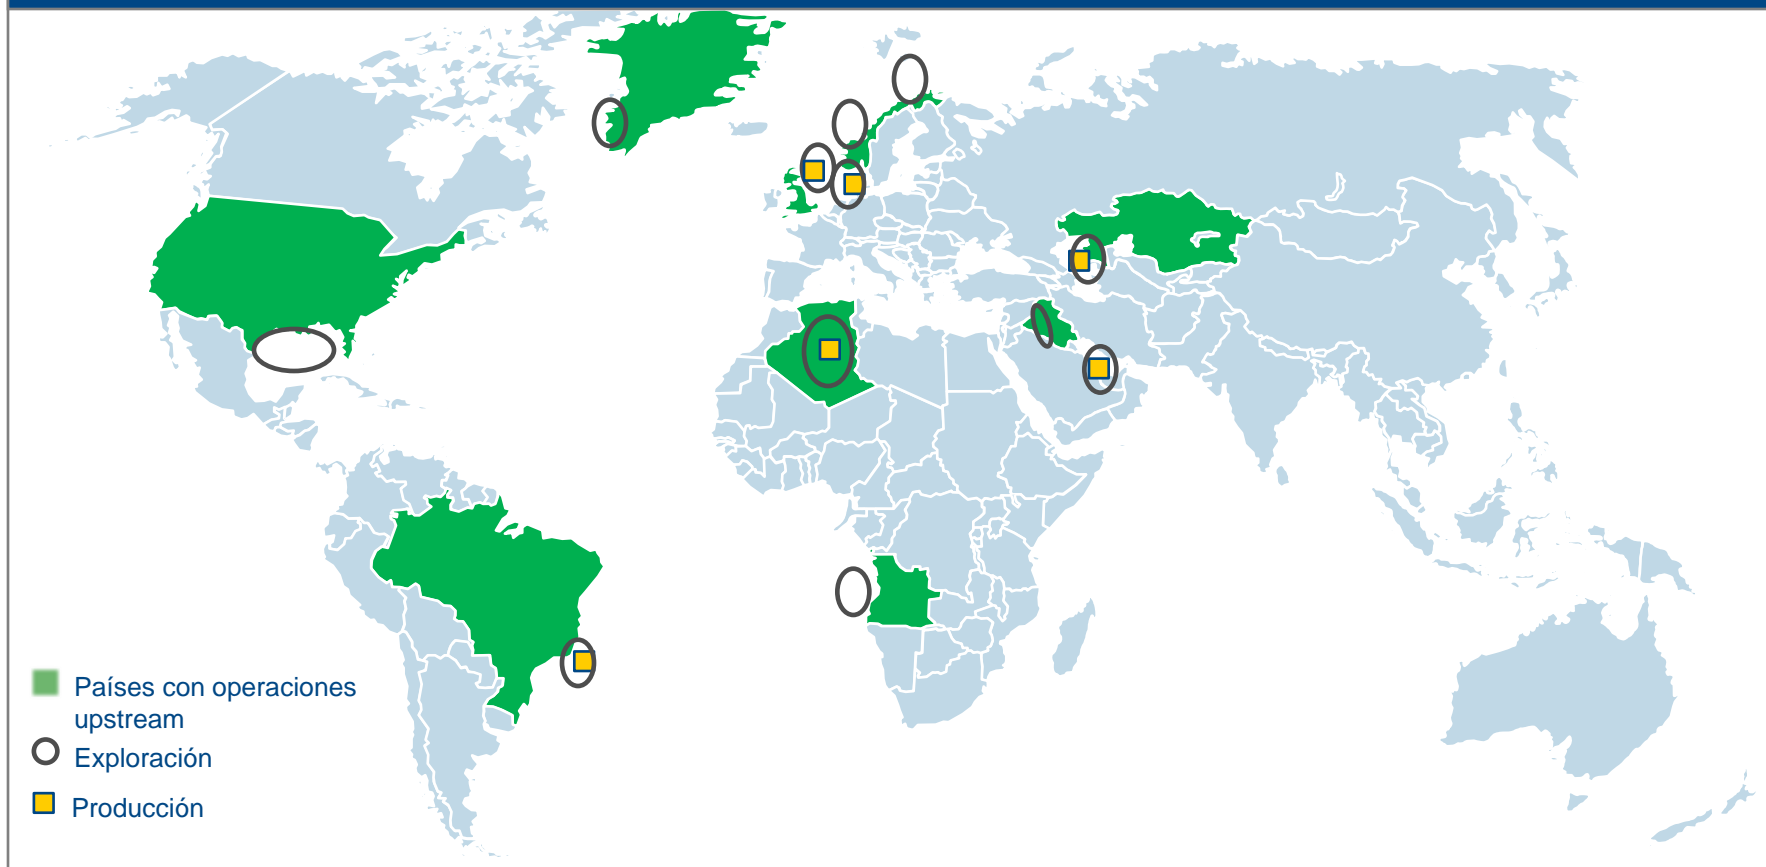 Países con operaciones
upstream
Exploración
Producción